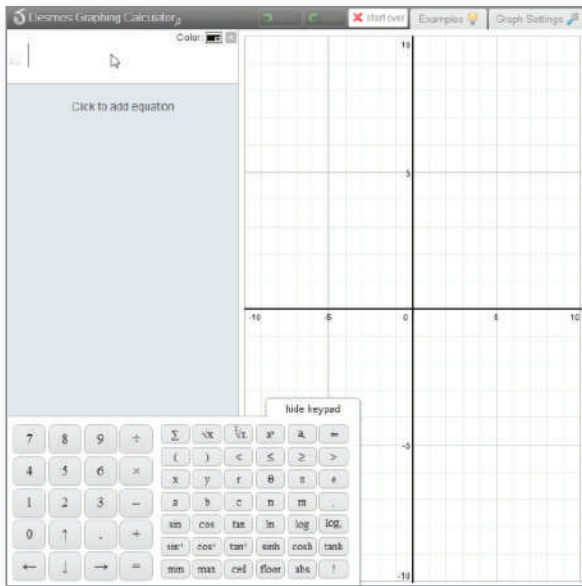 Desmos Graphing Calculator β
start over
Examples
Graph Settings
Color:
Click to add equation
10
5
-10
-5
0
5
10
-5
-10
hide keypad
7 8 9 ÷
4 5 6 ×
1 2 3 −
0 ↑ . +
← ↓ → =
Σ √x
( ) < ≤ ≥ >
x y r θ π e
a b c n m ,
sin cos tan ln log
sin⁻¹ cos⁻¹ tan⁻¹ sinh cosh tanh
min max ceil floor abs !